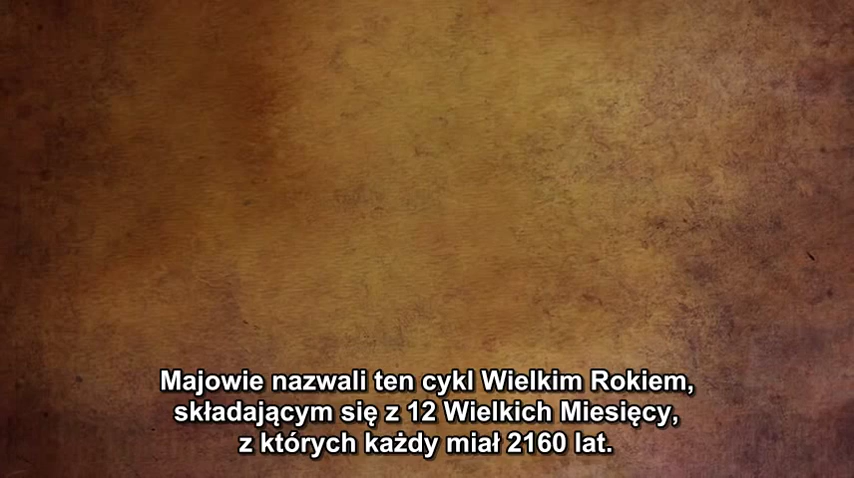 Majowie nazwali ten cykl Wielkim Rokiem,
składającym się z 12 Wielkich Miesięcy,
z których każdy miał 2160 lat.